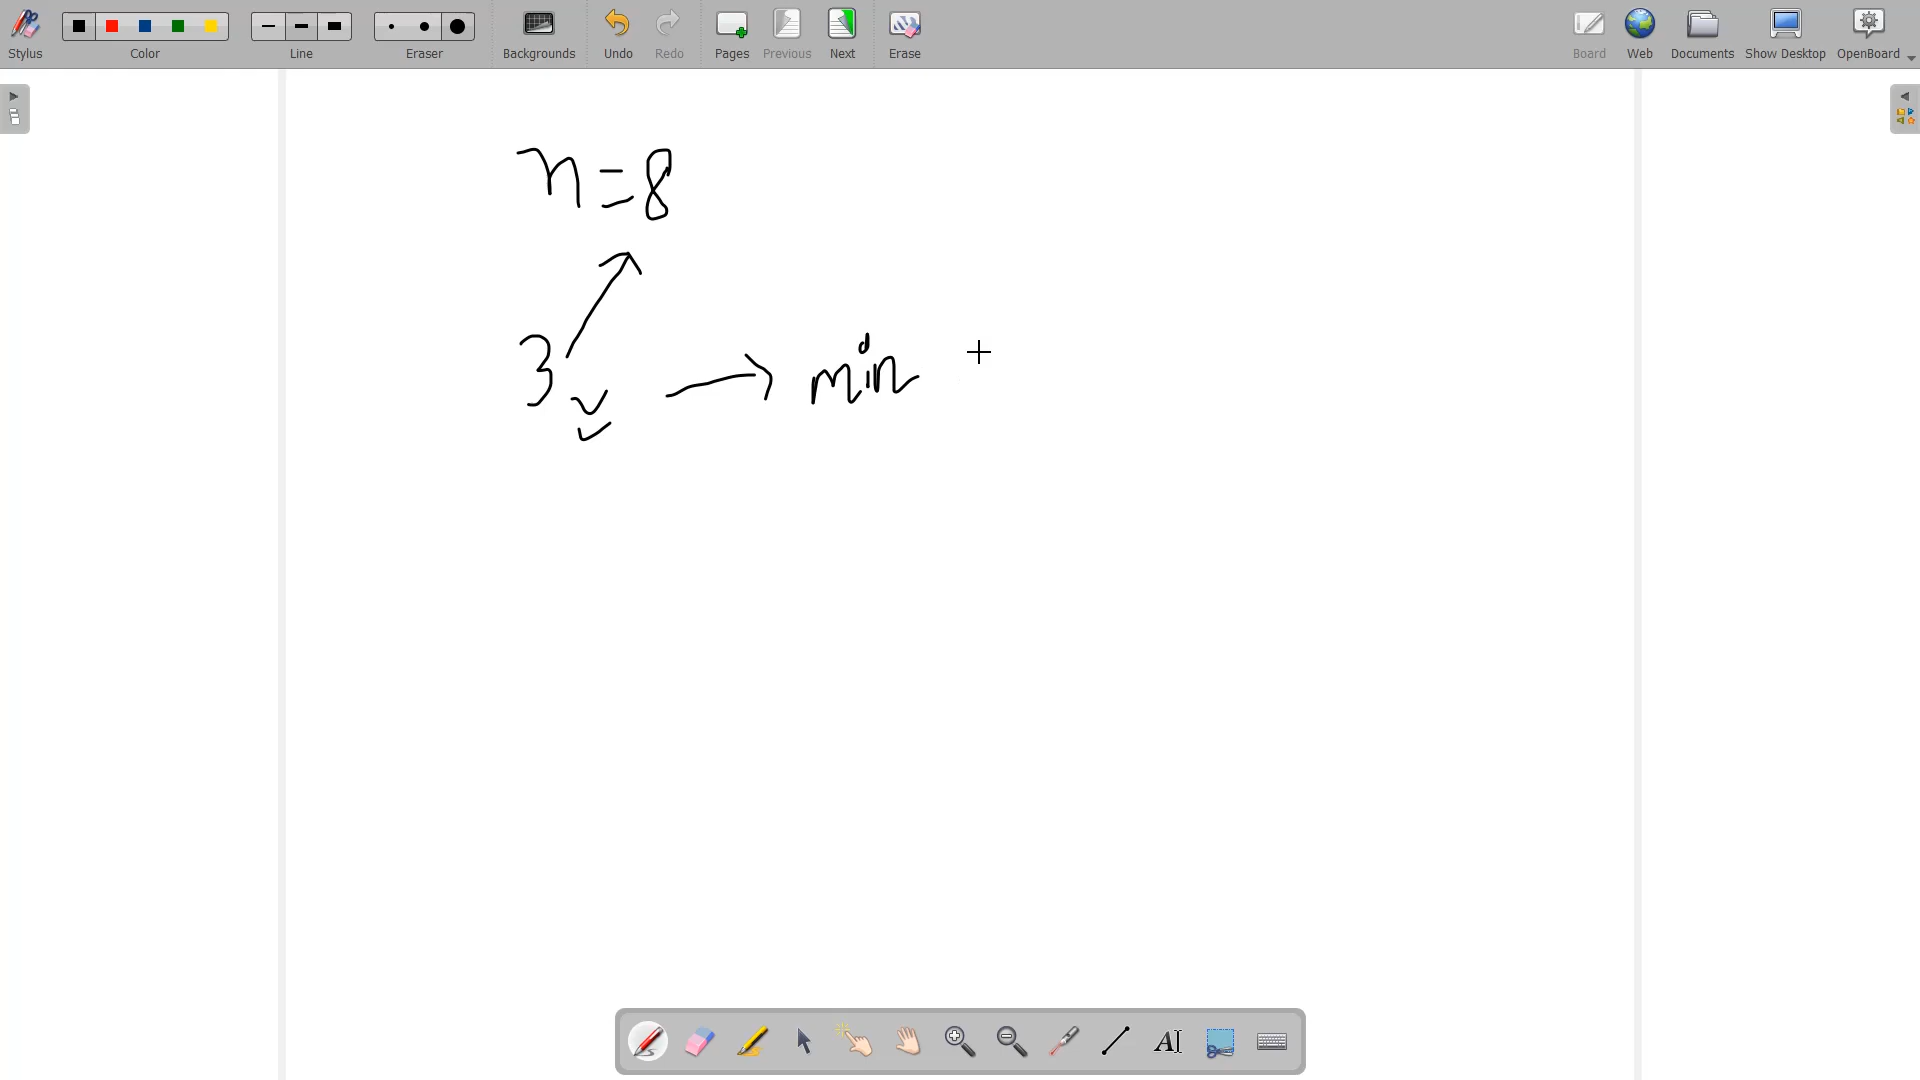 Stylus
Color
Line
Eraser
Backgrounds
Undo
Redo
Pages
Previous
Next
Erase
Board
Web
Documents
Show Desktop
OpenBoard
n=8
3 → min